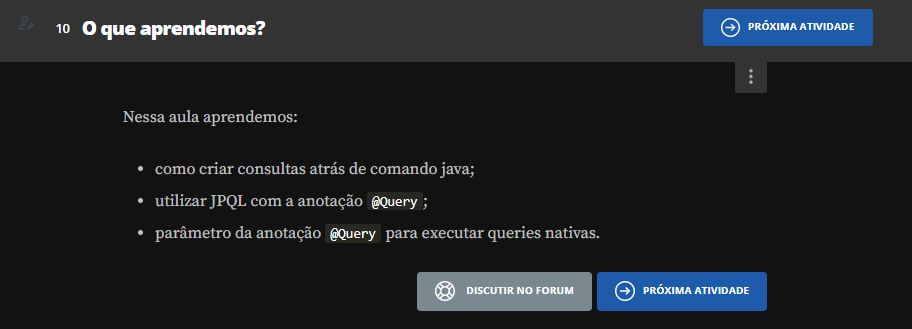 10 O que aprendemos?
PRÓXIMA ATIVIDADE
Nessa aula aprendemos:
• como criar consultas atrás de comando java;
• utilizar JPQL com a anotação @Query;
• parâmetro da anotação @Query para executar queries nativas.
DISCUTIR NO FORUM
PRÓXIMA ATIVIDADE